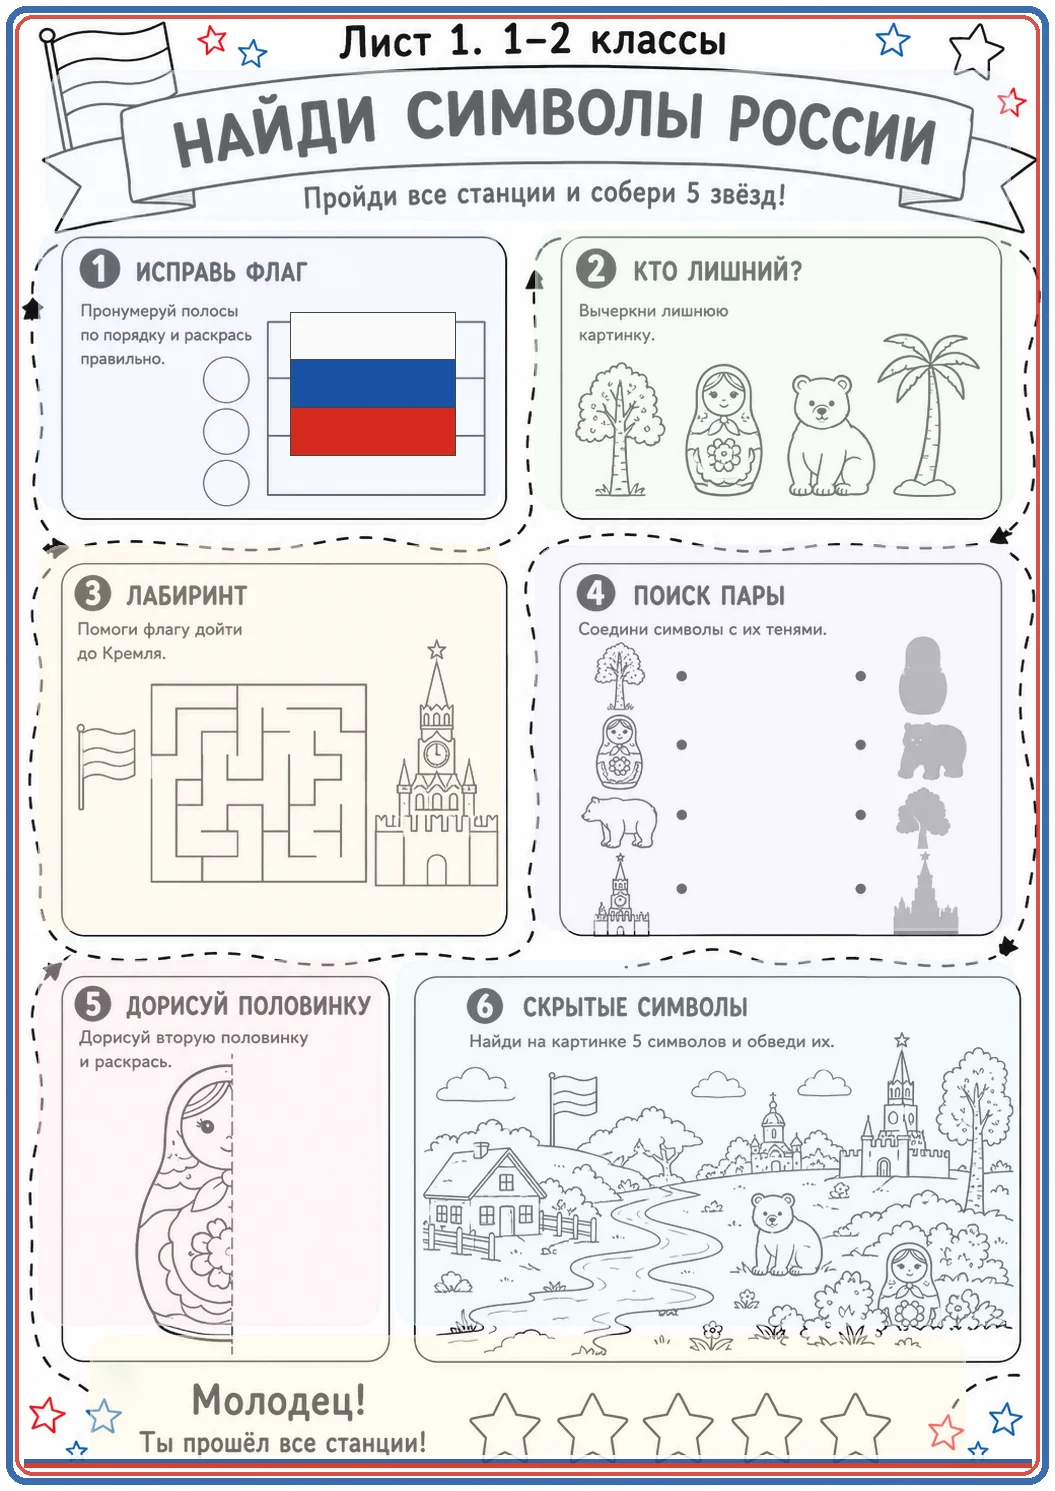 Лист 1. 1-2 классы
НАЙДИ СИМВОЛЫ РОССИИ
Пройди все станции и собери 5 звёзд!
1 ИСПРАВЬ ФЛАГ
Пронумеруй полосы
по порядку и раскрась
правильно.
2 КТО ЛИШНИЙ?
Вычеркни лишнюю
картинку.
3 ЛАБИРИНТ
Помоги флагу дойти
до Кремля.
4 ПОИСК ПАРЫ
Соедини символы с их тенями.
5 ДОРИСУЙ ПОЛОВИНКУ
Дорисуй вторую половинку
и раскрась.
6 СКРЫТЫЕ СИМВОЛЫ
Найди на картинке 5 символов и обведи их.
Молодец!
Ты прошёл все станции!